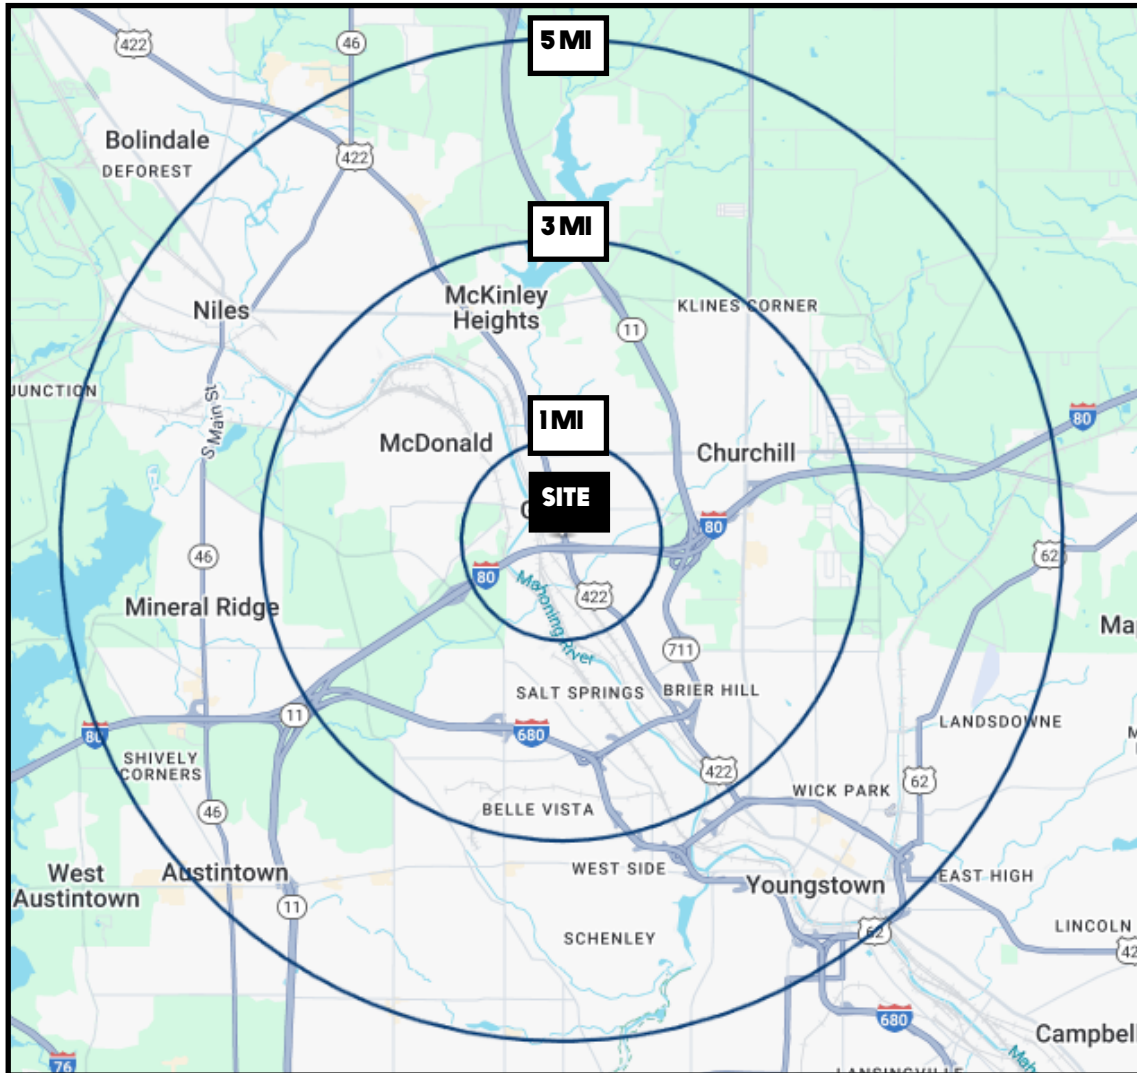 5 MI
422
46
Bolindale
DEFOREST
422
3 MI
McKinley
Heights
KLINES CORNER
Niles
11
JUNCTION
S Main St
1 MI
80
McDonald
Churchill
SITE
80
46
62
80
Mahoning River
422
Mineral Ridge
711
SALT SPRINGS
BRIER HILL
11
LANDSDOWNE
680
80
SHIVELY
CORNERS
422
62
WICK PARK
46
BELLE VISTA
WEST SIDE
West
Austintown
Austintown
Youngstown
EAST HIGH
11
LINCOLN
62
SCHENLEY
680
Campbell
76